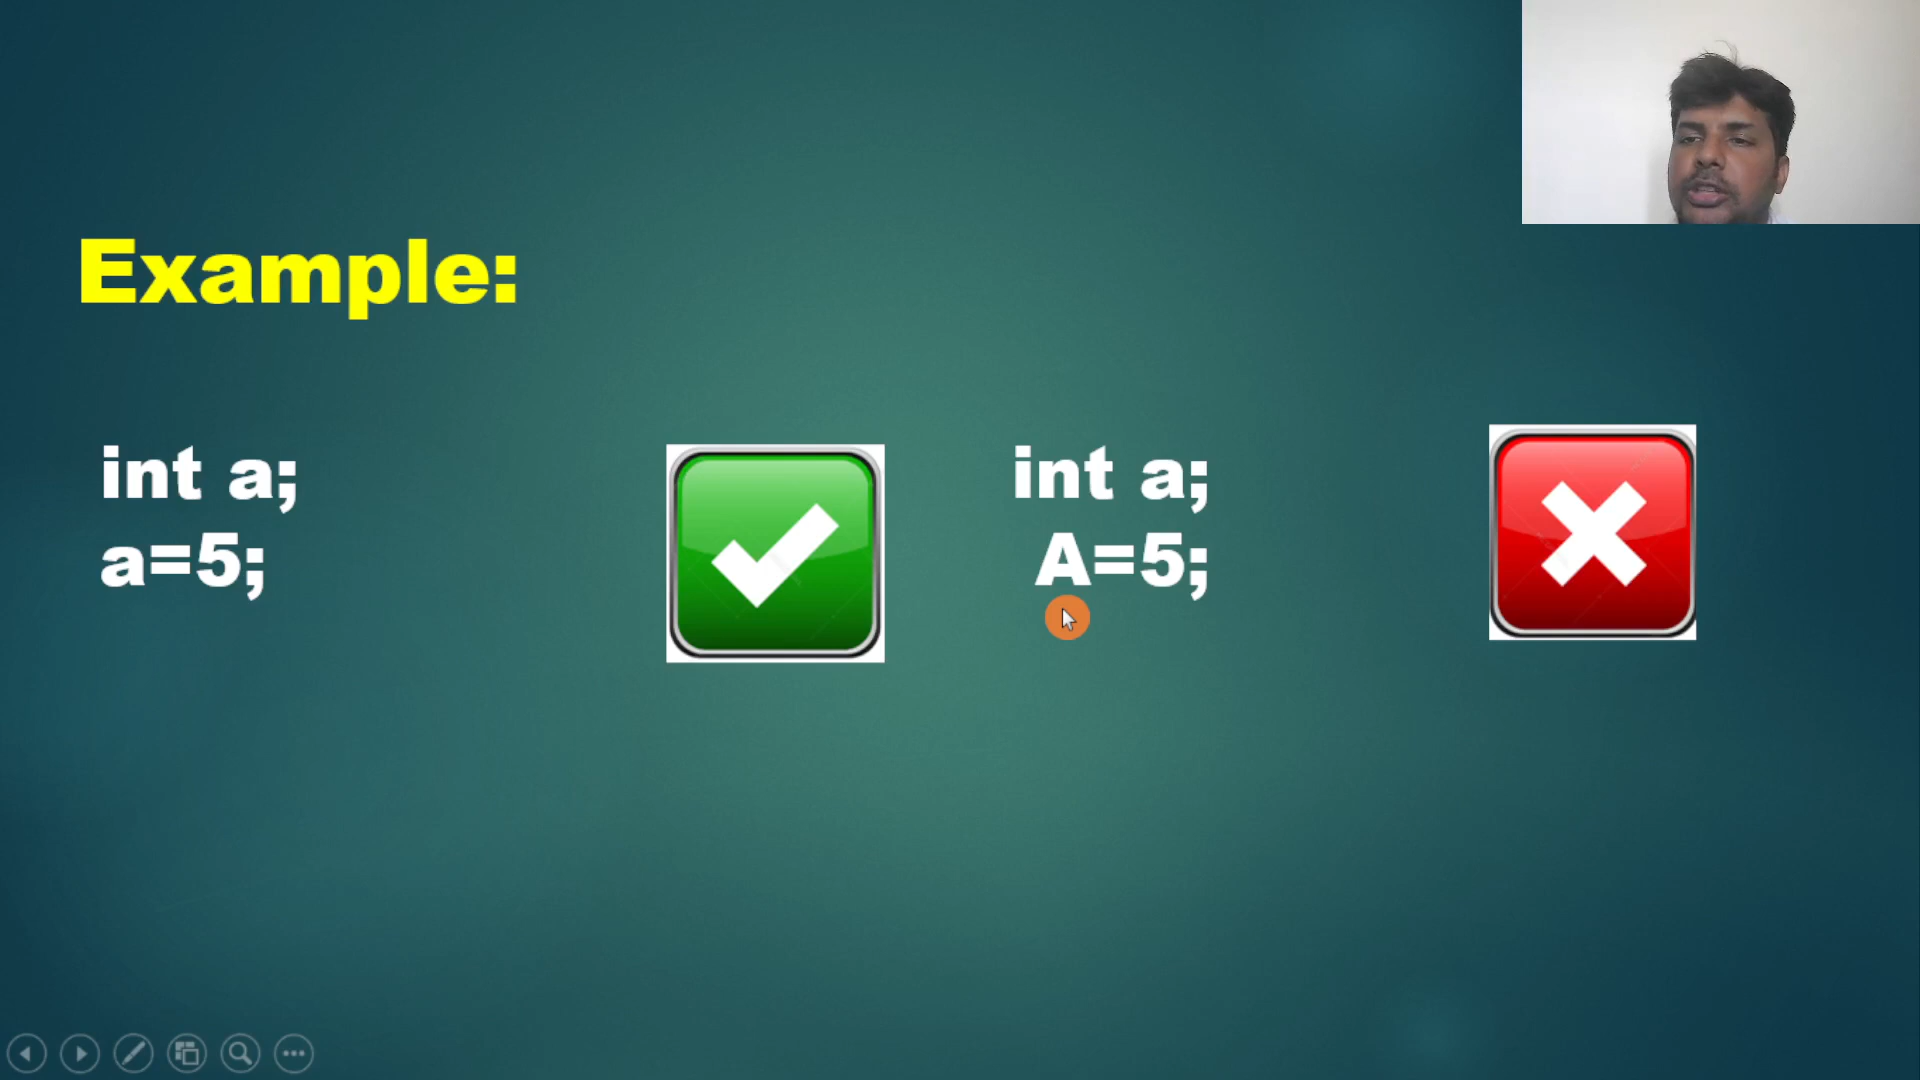 Example:
int a;
a=5;
int a;
A=5;